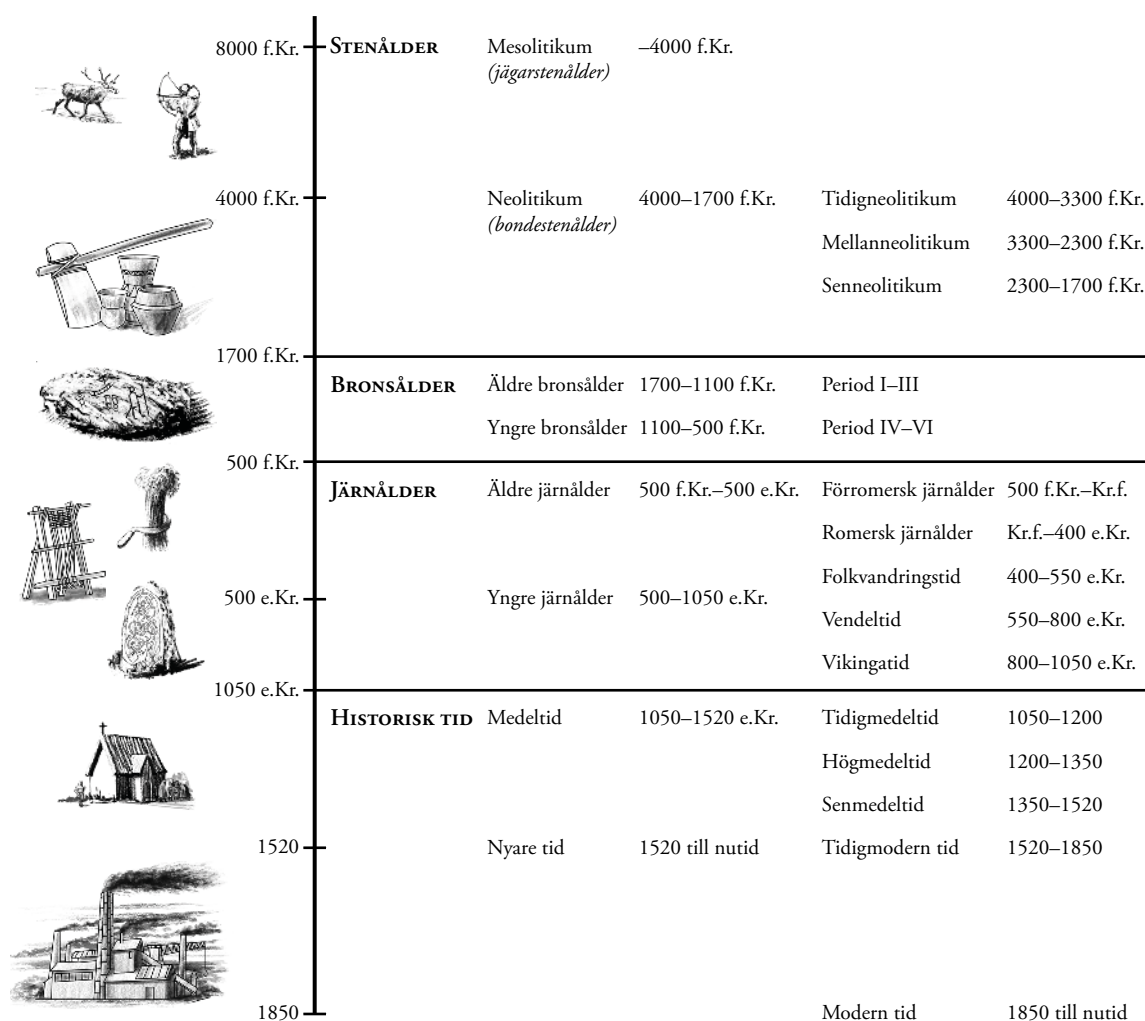 8000 f.Kr. STENÅLDER Mesolitikum –4000 f.Kr.
(jägarstenålder)
4000 f.Kr. Neolitikum 4000–1700 f.Kr. Tidigneolitikum 4000–3300 f.Kr.
(bondestenålder)
Mellanneolitikum 3300–2300 f.Kr.
Senneolitikum 2300–1700 f.Kr.
1700 f.Kr.
BRONSÅLDER Äldre bronsålder 1700–1100 f.Kr. Period I–III
Yngre bronsålder 1100–500 f.Kr. Period IV–VI
500 f.Kr.
JÄRNÅLDER Äldre järnålder 500 f.Kr.–500 e.Kr. Förromersk järnålder 500 f.Kr.–Kr.f.
Romersk järnålder Kr.f.–400 e.Kr.
Folkvandringstid 400–550 e.Kr.
500 e.Kr. Yngre järnålder 500–1050 e.Kr.
Vendeltid 550–800 e.Kr.
Vikingatid 800–1050 e.Kr.
1050 e.Kr.
HISTORISK TID Medeltid 1050–1520 e.Kr. Tidigmedeltid 1050–1200
Högmedeltid 1200–1350
Senmedeltid 1350–1520
1520 Nyare tid 1520 till nutid Tidigmodern tid 1520–1850
1850 Modern tid 1850 till nutid